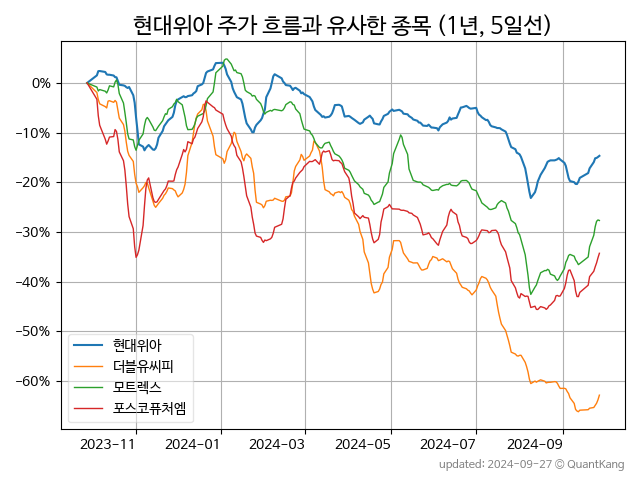 현대위아 주가 흐름과 유사한 종목 (1년, 5일선)
0%
−10%
−20%
−30%
−40%
−50%
−60%
현대위아
더블유씨피
모트렉스
포스코퓨처엠
2023-11
2024-01
2024-03
2024-05
2024-07
2024-09
updated: 2024-09-27 © QuantKang